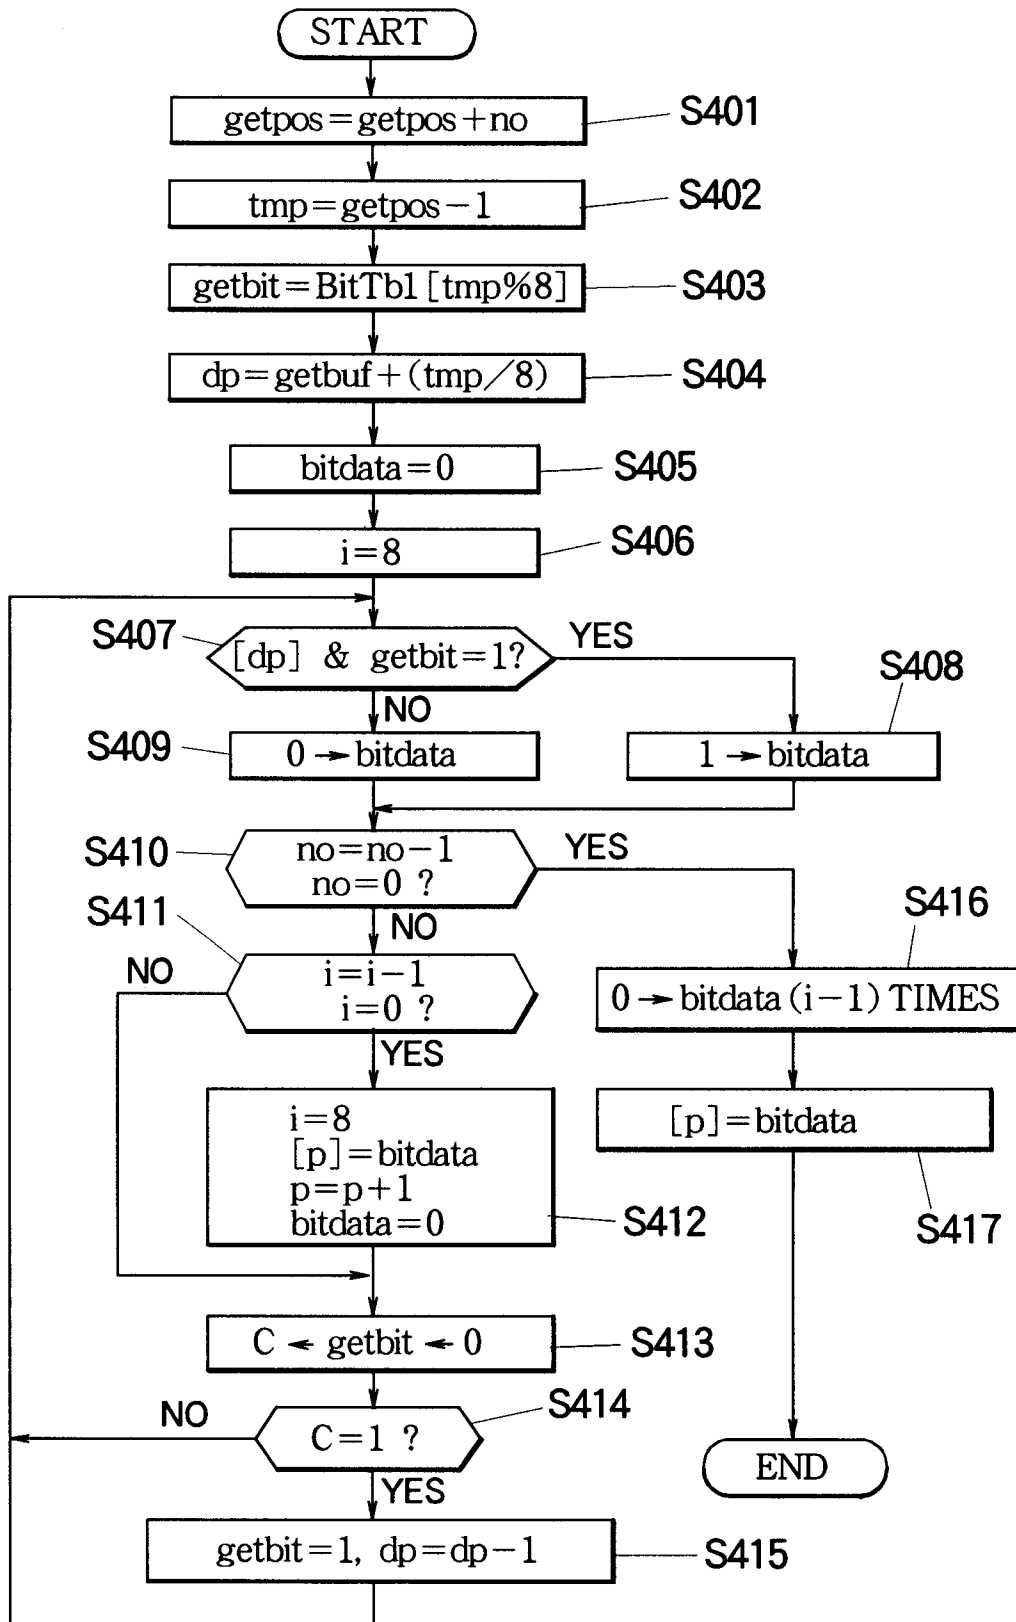 START
getpos=getpos+no
S401
tmp=getpos-1
S402
getbit=BitTbl[tmp%8]
S403
dp=getbuf+(tmp/8)
S404
bitdata=0
S405
i=8
S406
S407
[dp] & getbit=1?
YES
NO
S408
S409
0→bitdata
1→bitdata
S410
no=no-1
no=0 ?
YES
NO
S411
NO
i=i-1
i=0 ?
YES
S416
0→bitdata(i-1) TIMES
i=8
[p]=bitdata
p=p+1
bitdata=0
S412
[p]=bitdata
S417
C ← getbit ← 0
S413
S414
NO
C=1 ?
YES
END
getbit=1, dp=dp-1
S415